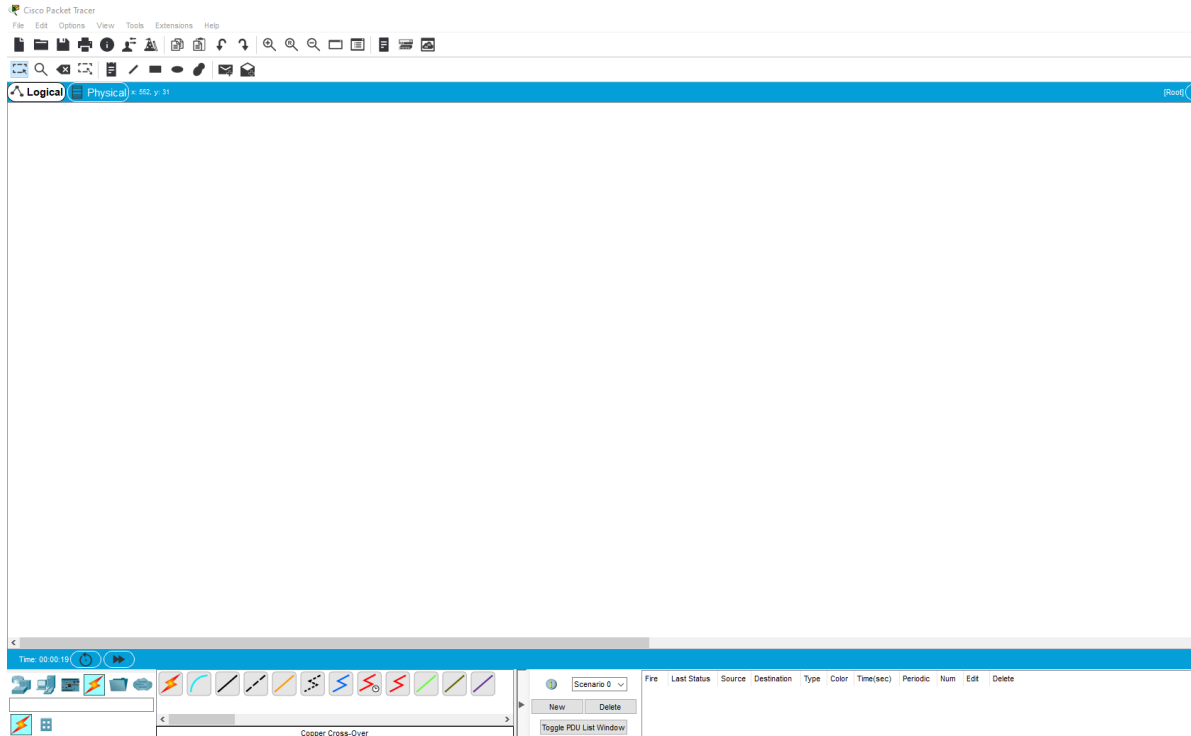 Cisco Packet Tracer
File Edit Options View Tools Extensions Help
Logical Physical x: 552, y: 31 [Root]
Time: 00:00:19
Scenario 0 Fire Last Status Source Destination Type Color Time(sec) Periodic Num Edit Delete
New Delete
Toggle PDU List Window
Copper Cross-Over